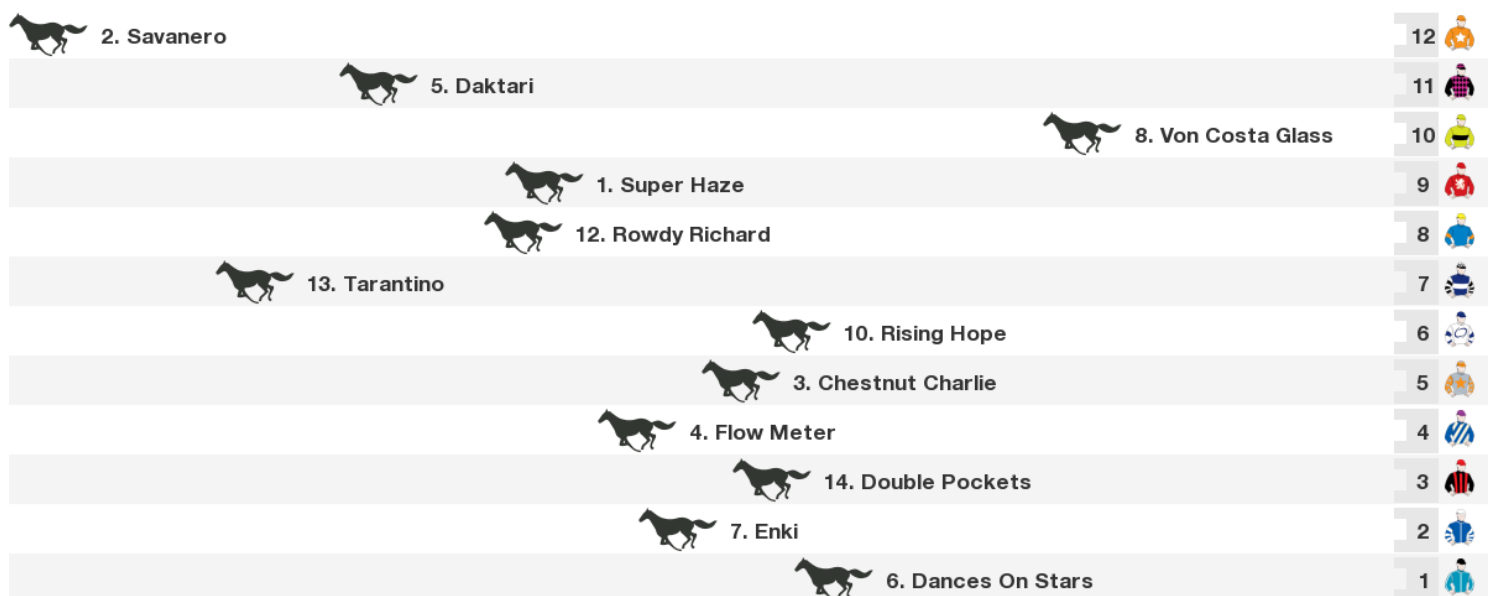 2. Savanero 12
5. Daktari 11
8. Von Costa Glass 10
1. Super Haze 9
12. Rowdy Richard 8
13. Tarantino 7
10. Rising Hope 6
3. Chestnut Charlie 5
4. Flow Meter 4
14. Double Pockets 3
7. Enki 2
6. Dances On Stars 1